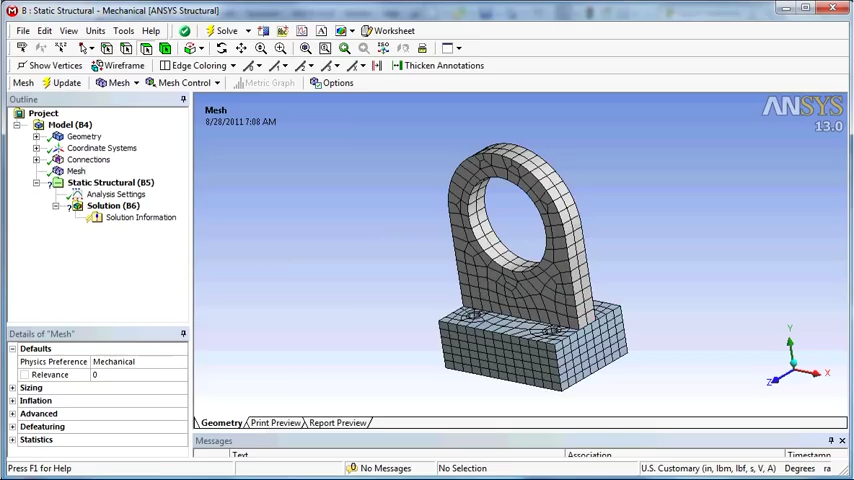 B : Static Structural - Mechanical [ANSYS Structural]
File Edit View Units Tools Help Solve Worksheet
Show Vertices Wireframe Edge Coloring Thicken Annotations
Mesh Update Mesh Mesh Control Metric Graph Options
Outline
Project
Model (B4)
Geometry
Coordinate Systems
Connections
Mesh
Static Structural (B5)
Analysis Settings
Solution (B6)
Solution Information
Mesh
8/28/2011 7:08 AM
ANSYS
13.0
Y
X
Z
Details of "Mesh"
Defaults
Physics Preference Mechanical
Relevance 0
Sizing
Inflation
Advanced
Defeaturing
Statistics
Geometry Print Preview Report Preview
Messages
Text Association Timestamp
Press F1 for Help No Messages No Selection U.S. Customary (in, lbm, lbf, s, V, A) Degrees ra